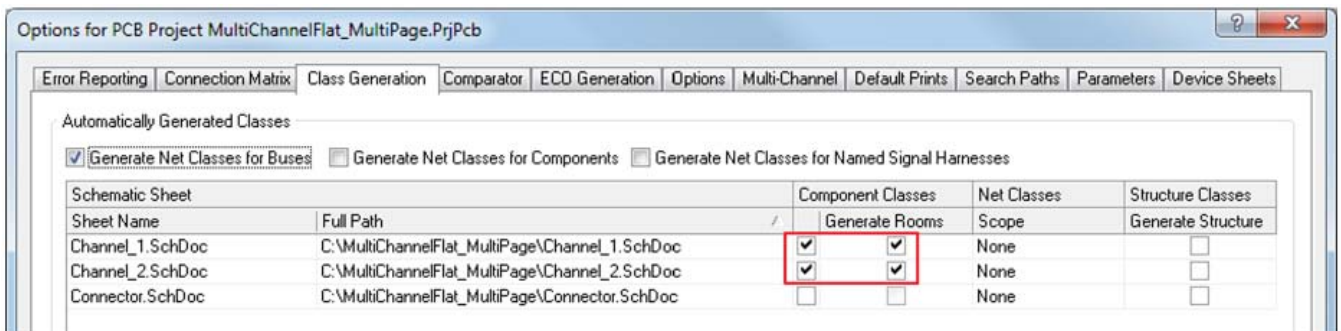 Options for PCB Project MultiChannelFlat_MultiPage.PrjPcb
Error Reporting Connection Matrix Class Generation Comparator ECO Generation Options Multi-Channel Default Prints Search Paths Parameters Device Sheets
Automatically Generated Classes
Generate Net Classes for Buses Generate Net Classes for Components Generate Net Classes for Named Signal Harnesses
Schematic Sheet Component Classes Net Classes Structure Classes
Sheet Name Full Path Generate Rooms Scope Generate Structure
Channel_1.SchDoc C:\MultiChannelFlat_MultiPage\Channel_1.SchDoc None
Channel_2.SchDoc C:\MultiChannelFlat_MultiPage\Channel_2.SchDoc None
Connector.SchDoc C:\MultiChannelFlat_MultiPage\Connector.SchDoc None